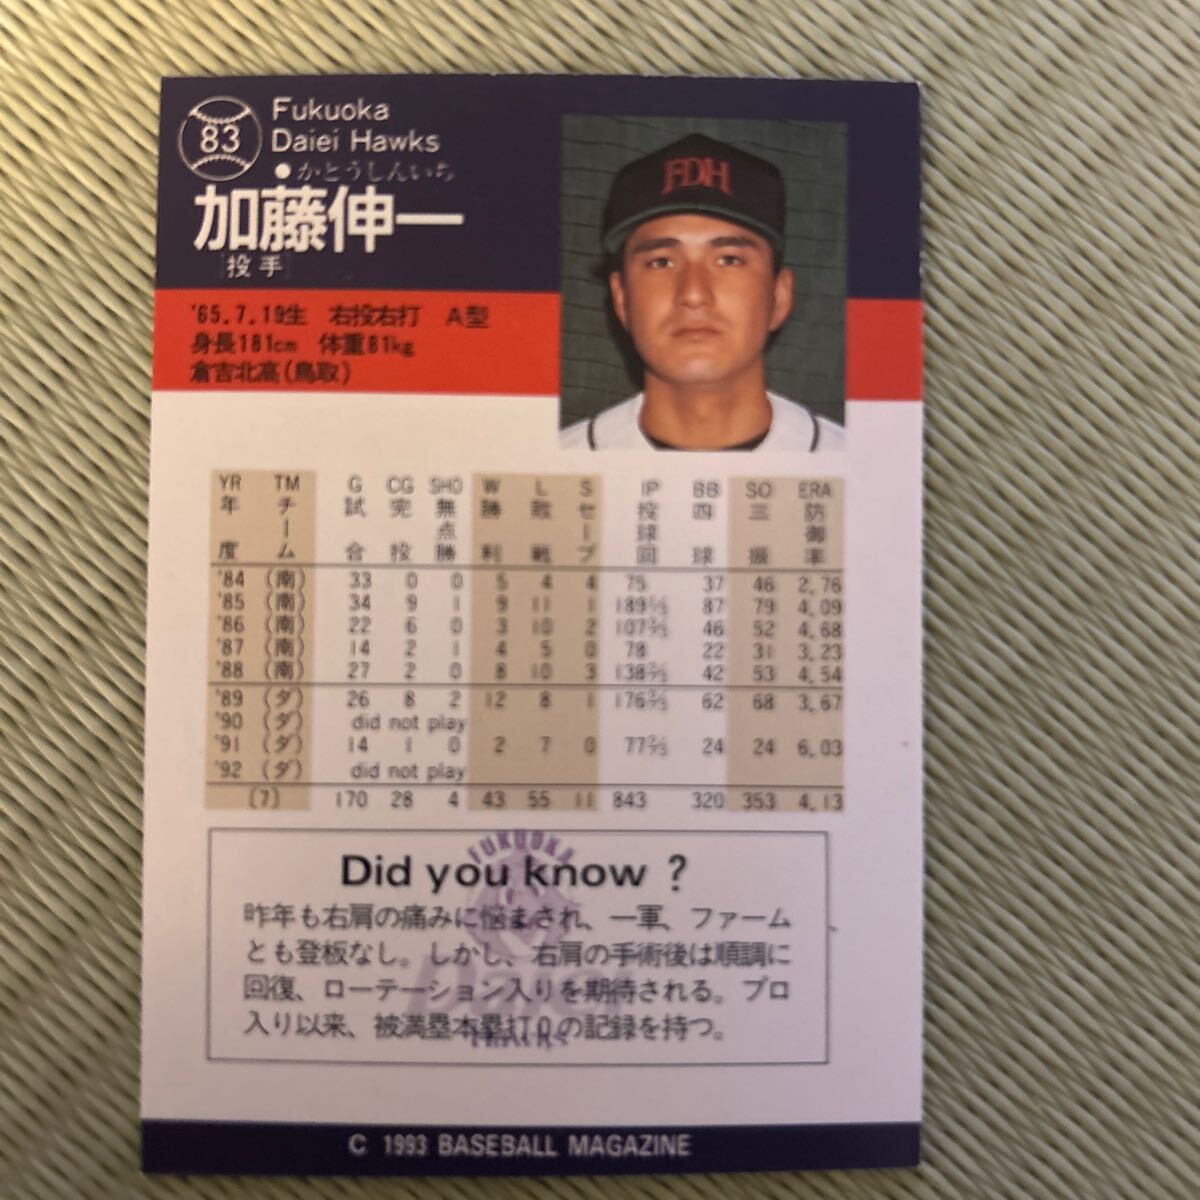 83
Fukuoka
Daiei Hawks
●かとうしんいち
加藤伸一
[投手]
FDH
'65.7.19生 右投右打 A型
身長181cm 体重81kg
倉吉北高(鳥取)
YR TM G CG SHO W L S IP BB SO ERA
年度 チーム 試合 完投 無点勝 勝利 敗戦 セーブ 投球回 四球 三振 防御率
'84 (南) 33 0 0 5 4 4 75 37 46 2.76
'85 (南) 34 9 1 9 11 1 189⅔ 87 79 4.09
'86 (南) 22 6 0 3 10 2 107⅔ 46 52 4.68
'87 (南) 14 2 1 4 5 0 78 22 31 3.23
'88 (南) 27 2 0 8 10 3 138⅔ 42 53 4.54
'89 (ダ) 26 8 2 12 8 1 176⅔ 62 68 3.67
'90 (ダ) did not play
'91 (ダ) 14 1 0 2 7 0 77⅔ 24 24 6.03
'92 (ダ) did not play
(7) 170 28 4 43 55 11 843 320 353 4.13
FUKUOKA
Daiei
HAWKS
Did you know ?
昨年も右肩の痛みに悩まされ、一軍、ファーム
とも登板なし。しかし、右肩の手術後は順調に
回復、ローテーション入りを期待される。プロ
入り以来、被満塁本塁打0の記録を持つ。
C 1993 BASEBALL MAGAZINE